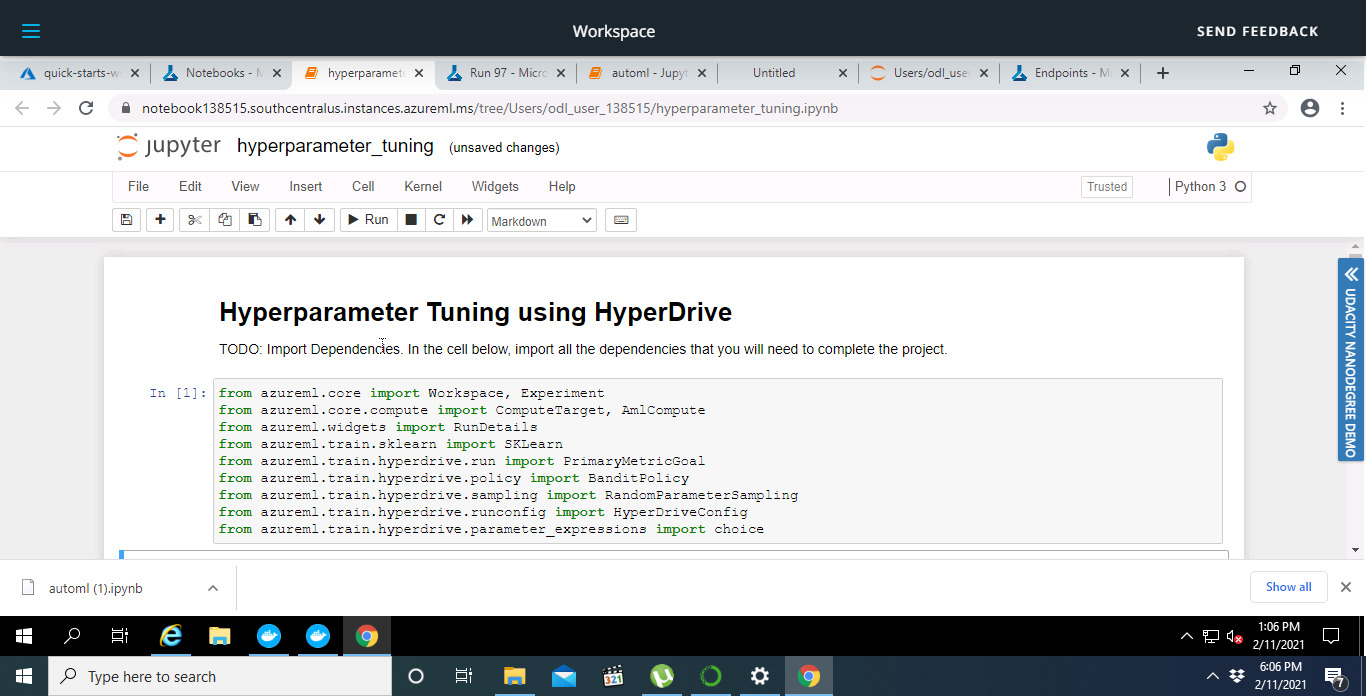 Workspace
SEND FEEDBACK
quick-starts-ws
Notebooks - M
hyperparamete
Run 97 - Micro
automl - Jupyt
Untitled
Users/odl_user
Endpoints - Mi
notebook138515.southcentralus.instances.azureml.ms/tree/Users/odl_user_138515/hyperparameter_tuning.ipynb
jupyter hyperparameter_tuning (unsaved changes)
File Edit View Insert Cell Kernel Widgets Help
Trusted
Python 3
Run
Markdown
Hyperparameter Tuning using HyperDrive
TODO: Import Dependencies. In the cell below, import all the dependencies that you will need to complete the project.
In [1]:
from azureml.core import Workspace, Experiment
from azureml.core.compute import ComputeTarget, AmlCompute
from azureml.widgets import RunDetails
from azureml.train.sklearn import SKLearn
from azureml.train.hyperdrive.run import PrimaryMetricGoal
from azureml.train.hyperdrive.policy import BanditPolicy
from azureml.train.hyperdrive.sampling import RandomParameterSampling
from azureml.train.hyperdrive.runconfig import HyperDriveConfig
from azureml.train.hyperdrive.parameter_expressions import choice
UDACITY NANODEGREE DEMO
automl (1).ipynb
Show all
1:06 PM
2/11/2021
Type here to search
321
6:06 PM
2/11/2021
7